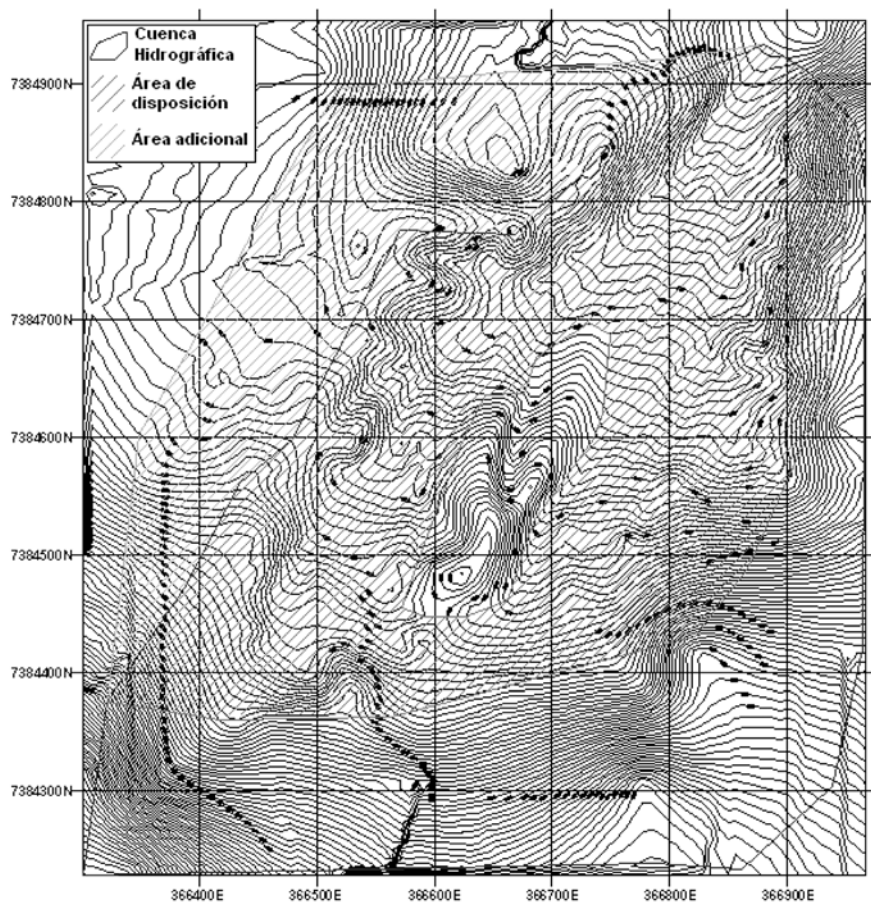 Cuenca
Hidrográfica
Área de
disposición
Área adicional
7384900N
7384800N
7384700N
7384600N
7384500N
7384400N
7384300N
366400E
366500E
366600E
366700E
366800E
366900E